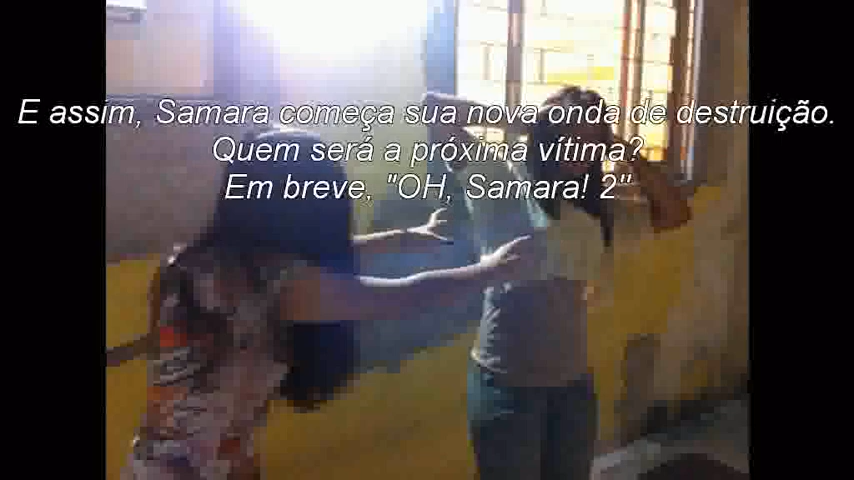 E assim, Samara começa sua nova onda de destruição.
Quem será a próxima vítima?
Em breve, "OH, Samara! 2"